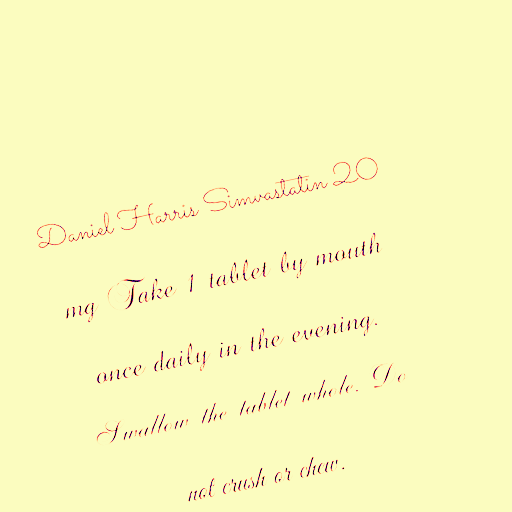 Daniel Harris Simvastatin 20
mg Take 1 tablet by mouth
once daily in the evening.
Swallow the tablet whole. Do
not crush or chew.